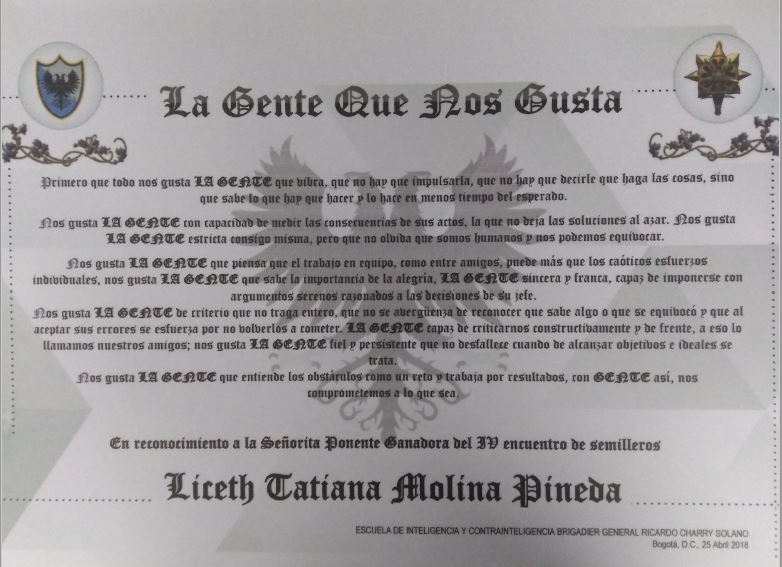 La Gente Que Nos Gusta
Primero que todo nos gusta LA GENTE que vibra, que no hay que impulsarla, que no hay que decirle que haga las cosas, sino
que sabe lo que hay que hacer y lo hace en menos tiempo del esperado.
Nos gusta LA GENTE con capacidad de medir las consecuencias de sus actos, la que no deja las soluciones al azar. Nos gusta
LA GENTE estricta consigo misma, pero que no olvida que somos humanos y nos podemos equivocar.
Nos gusta LA GENTE que piensa que el trabajo en equipo, como entre amigos, puede más que los caóticos esfuerzos
individuales, nos gusta LA GENTE que sabe la importancia de la alegría, LA GENTE sincera y franca, capaz de imponerse con
argumentos serenos razonados a las decisiones de su jefe.
Nos gusta LA GENTE de criterio que no traga entero, que no se avergüenza de reconocer que sabe algo o que se equivocó y que al
aceptar sus errores se esfuerza por no volverlos a cometer. LA GENTE capaz de criticarnos constructivamente y de frente, a eso lo
llamamos nuestros amigos; nos gusta LA GENTE fiel y persistente que no desfallece cuando de alcanzar objetivos e ideales se
trata.
Nos gusta LA GENTE que entiende los obstáculos como un reto y trabaja por resultados, con GENTE así, nos
comprometemos a lo que sea.
En reconocimiento a la Señorita Ponente Ganadora del IV encuentro de semilleros
Liceth Tatiana Molina Pineda
ESCUELA DE INTELIGENCIA Y CONTRAINTELIGENCIA BRIGADIER GENERAL RICARDO CHARRY SOLANO
Bogotá, D.C., 25 Abril 2018